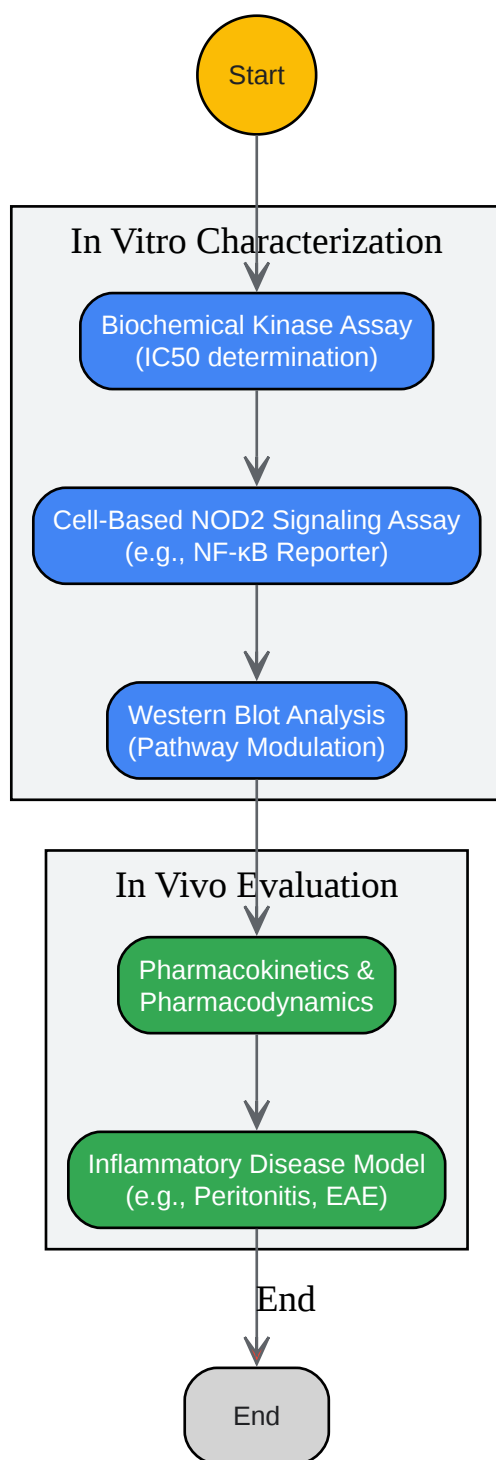 Start
In Vitro Characterization
Biochemical Kinase Assay
(IC50 determination)
Cell-Based NOD2 Signaling Assay
(e.g., NF-κB Reporter)
Western Blot Analysis
(Pathway Modulation)
In Vivo Evaluation
Pharmacokinetics &
Pharmacodynamics
Inflammatory Disease Model
(e.g., Peritonitis, EAE)
End
End